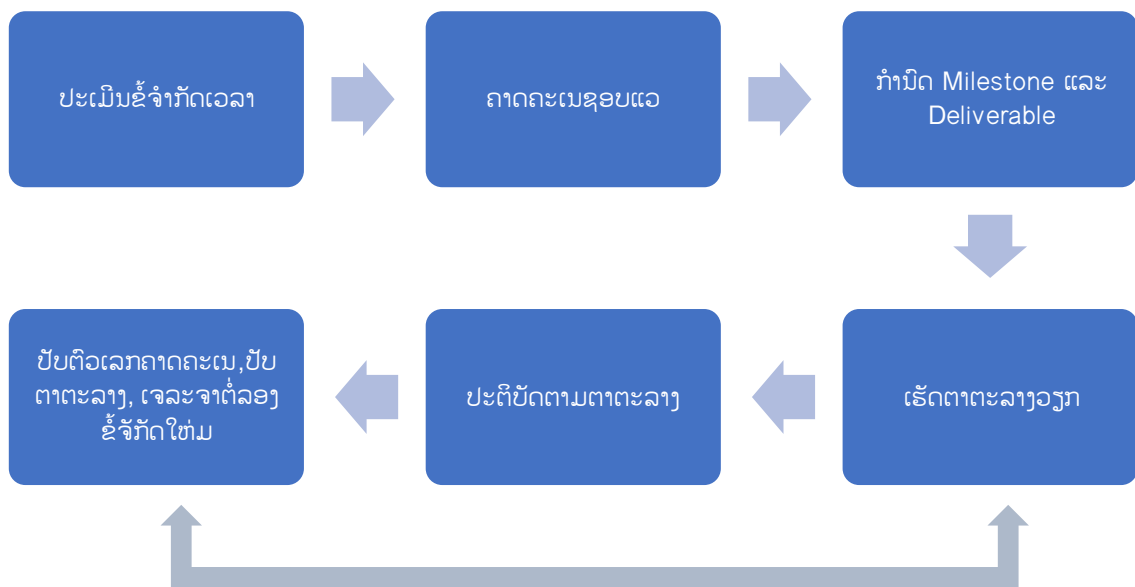 ປະເມີນຂໍ້ຈຳກັດເວລາ
ຄາດຄະເນຊອບແວ
ກຳນົດ Milestone ແລະ
Deliverable
ເຮັດຕາຕະລາງວຽກ
ປະຕິບັດຕາມຕາຕະລາງ
ປັບຕົວເລກຄາດຄະເນ,ປັບ
ຕາຕະລາງ, ເຈລະຈາຕໍ່ລອງ
ຂໍ້ຈັກັດໃຫ່ມ